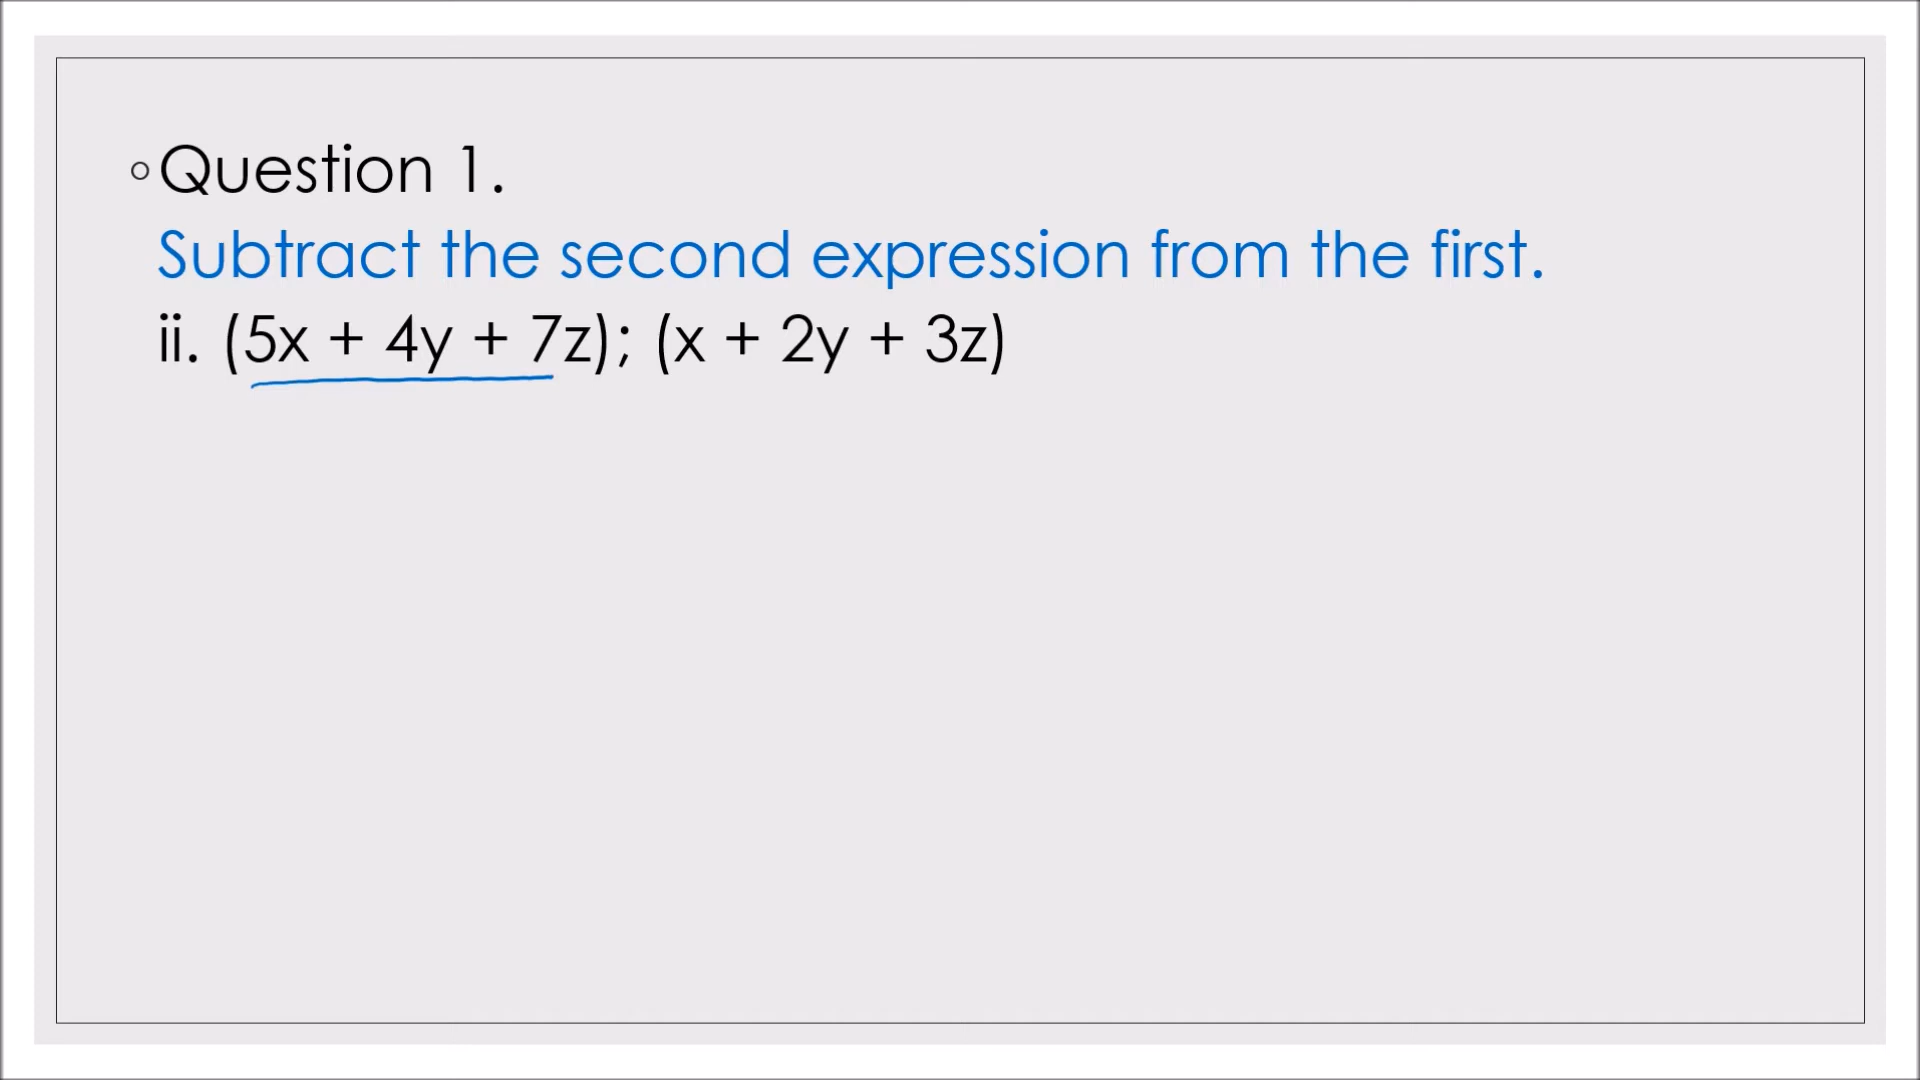 Question 1.
Subtract the second expression from the first.
ii. (5x + 4y + 7z); (x + 2y + 3z)